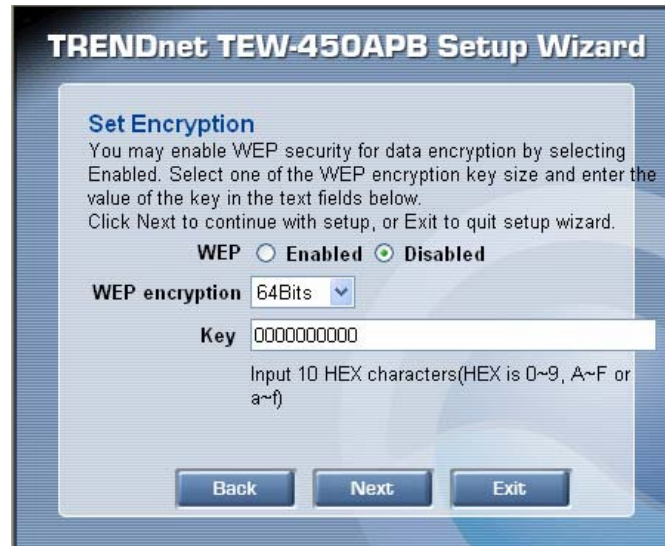 TRENDnet TEW-450APB Setup Wizard
Set Encryption
You may enable WEP security for data encryption by selecting
Enabled. Select one of the WEP encryption key size and enter the
value of the key in the text fields below.
Click Next to continue with setup, or Exit to quit setup wizard.
WEP Enabled Disabled
WEP encryption 64Bits
Key 0000000000
Input 10 HEX characters(HEX is 0~9, A~F or
a~f)
Back Next Exit